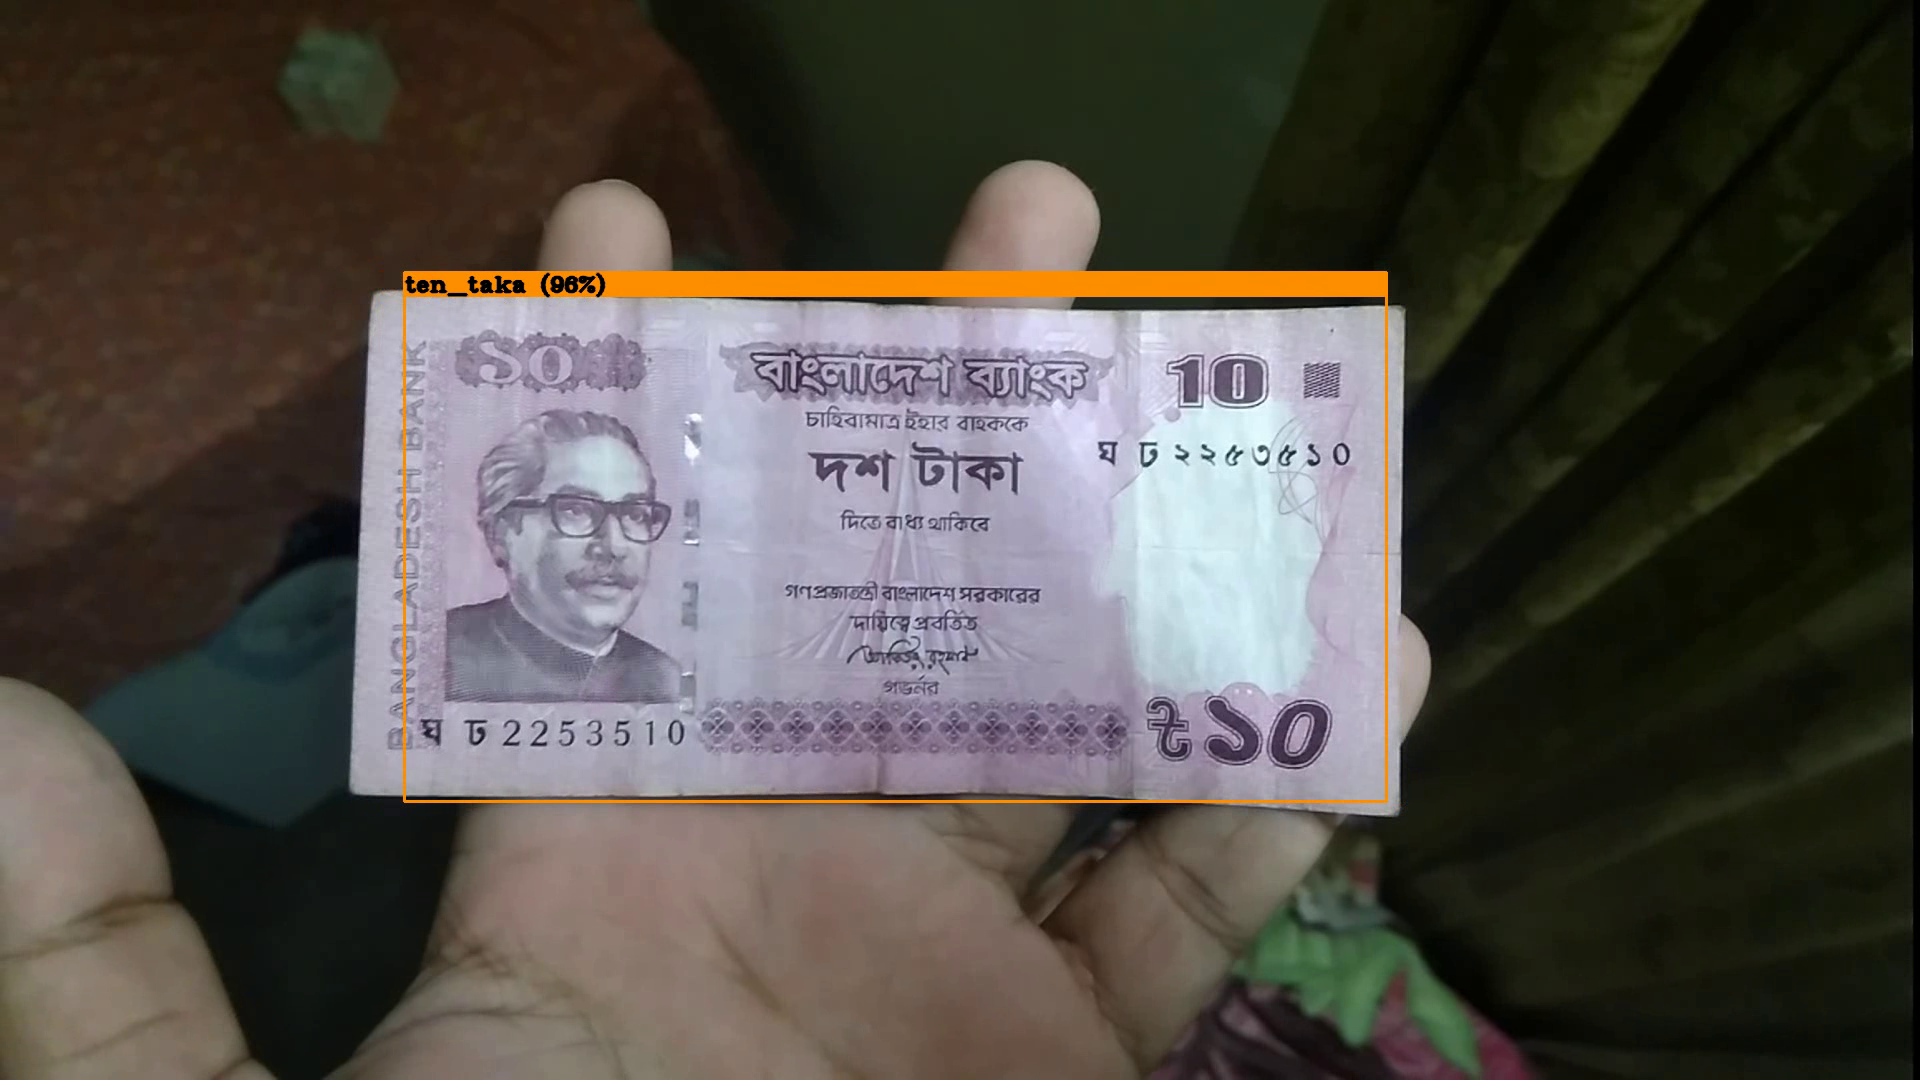 ten_taka (96%)
BANGLADESH BANK
১০
বাংলাদেশ ব্যাংক
10
চাহিবামাত্র ইহার বাহককে
দশ টাকা
ঘ ঢ ২২৫৩৫১০
দিতে বাধ্য থাকিবে
গণপ্রজাতন্ত্রী বাংলাদেশ সরকারের
দায়িত্বে প্রবর্তিত
গভর্নর
ঘ ঢ 2253510
৳১০